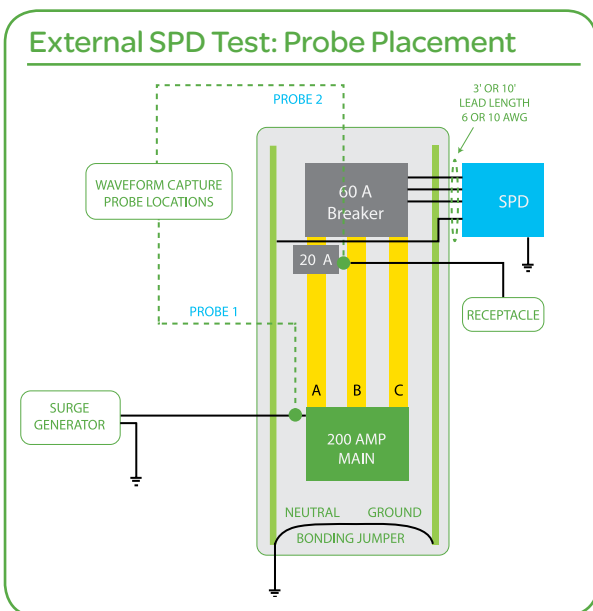 External SPD Test: Probe Placement
3' OR 10'
LEAD LENGTH
6 OR 10 AWG
PROBE 2
WAVEFORM CAPTURE
PROBE LOCATIONS
60 A
Breaker
SPD
20 A
PROBE 1
RECEPTACLE
A B C
SURGE
GENERATOR
200 AMP
MAIN
NEUTRAL GROUND
BONDING JUMPER